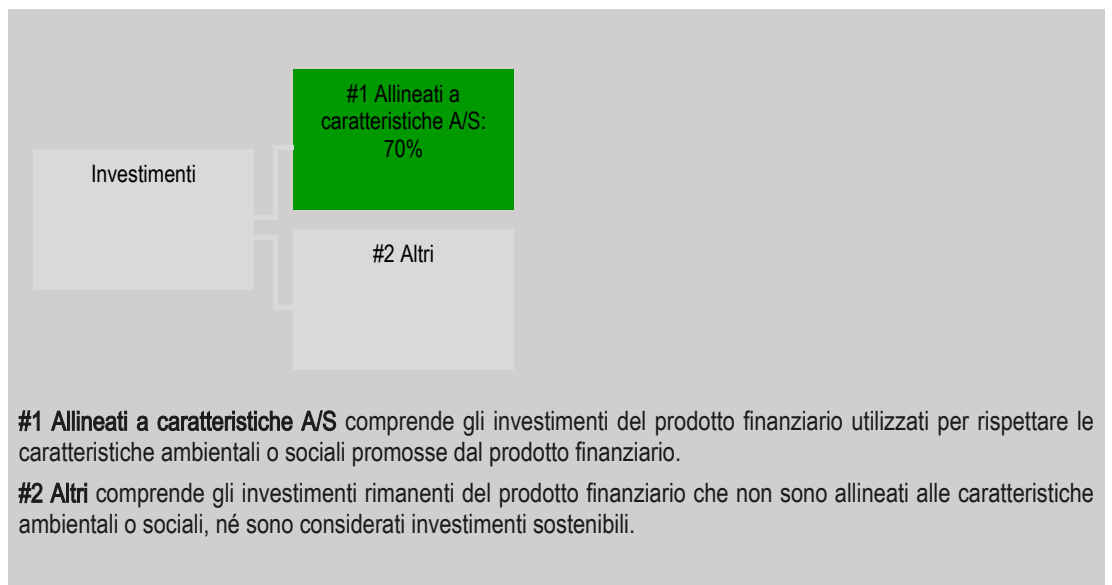 #1 Allineati a
caratteristiche A/S:
70%
Investimenti
#2 Altri
#1 Allineati a caratteristiche A/S comprende gli investimenti del prodotto finanziario utilizzati per rispettare le
caratteristiche ambientali o sociali promosse dal prodotto finanziario.
#2 Altri comprende gli investimenti rimanenti del prodotto finanziario che non sono allineati alle caratteristiche
ambientali o sociali, né sono considerati investimenti sostenibili.